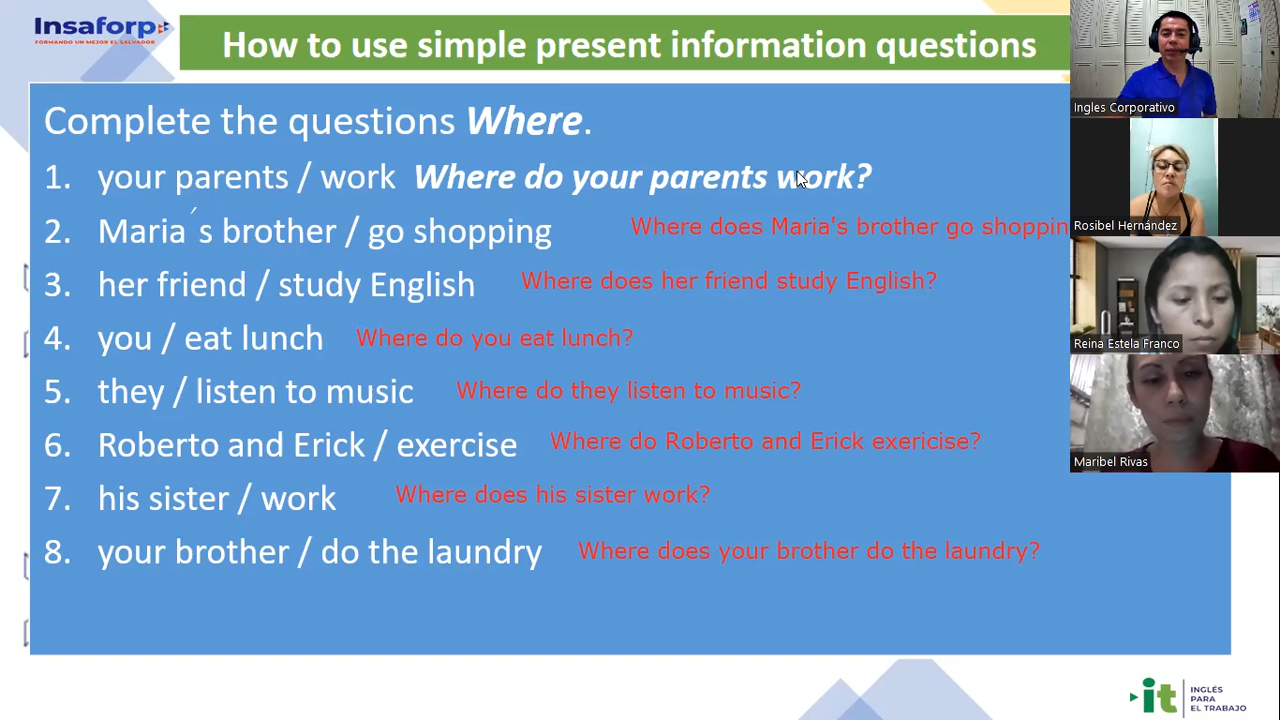 Insaforp
FORMANDO UN MEJOR EL SALVADOR
How to use simple present information questions
Complete the questions Where.
1. your parents / work Where do your parents work?
2. Maria´s brother / go shopping Where does Maria's brother go shoppin
3. her friend / study English Where does her friend study English?
4. you / eat lunch Where do you eat lunch?
5. they / listen to music Where do they listen to music?
6. Roberto and Erick / exercise Where do Roberto and Erick exericise?
7. his sister / work Where does his sister work?
8. your brother / do the laundry Where does your brother do the laundry?
Ingles Corporativo
Rosibel Hernández
Reina Estela Franco
Maribel Rivas
it
INGLÉS
PARA
EL TRABAJO